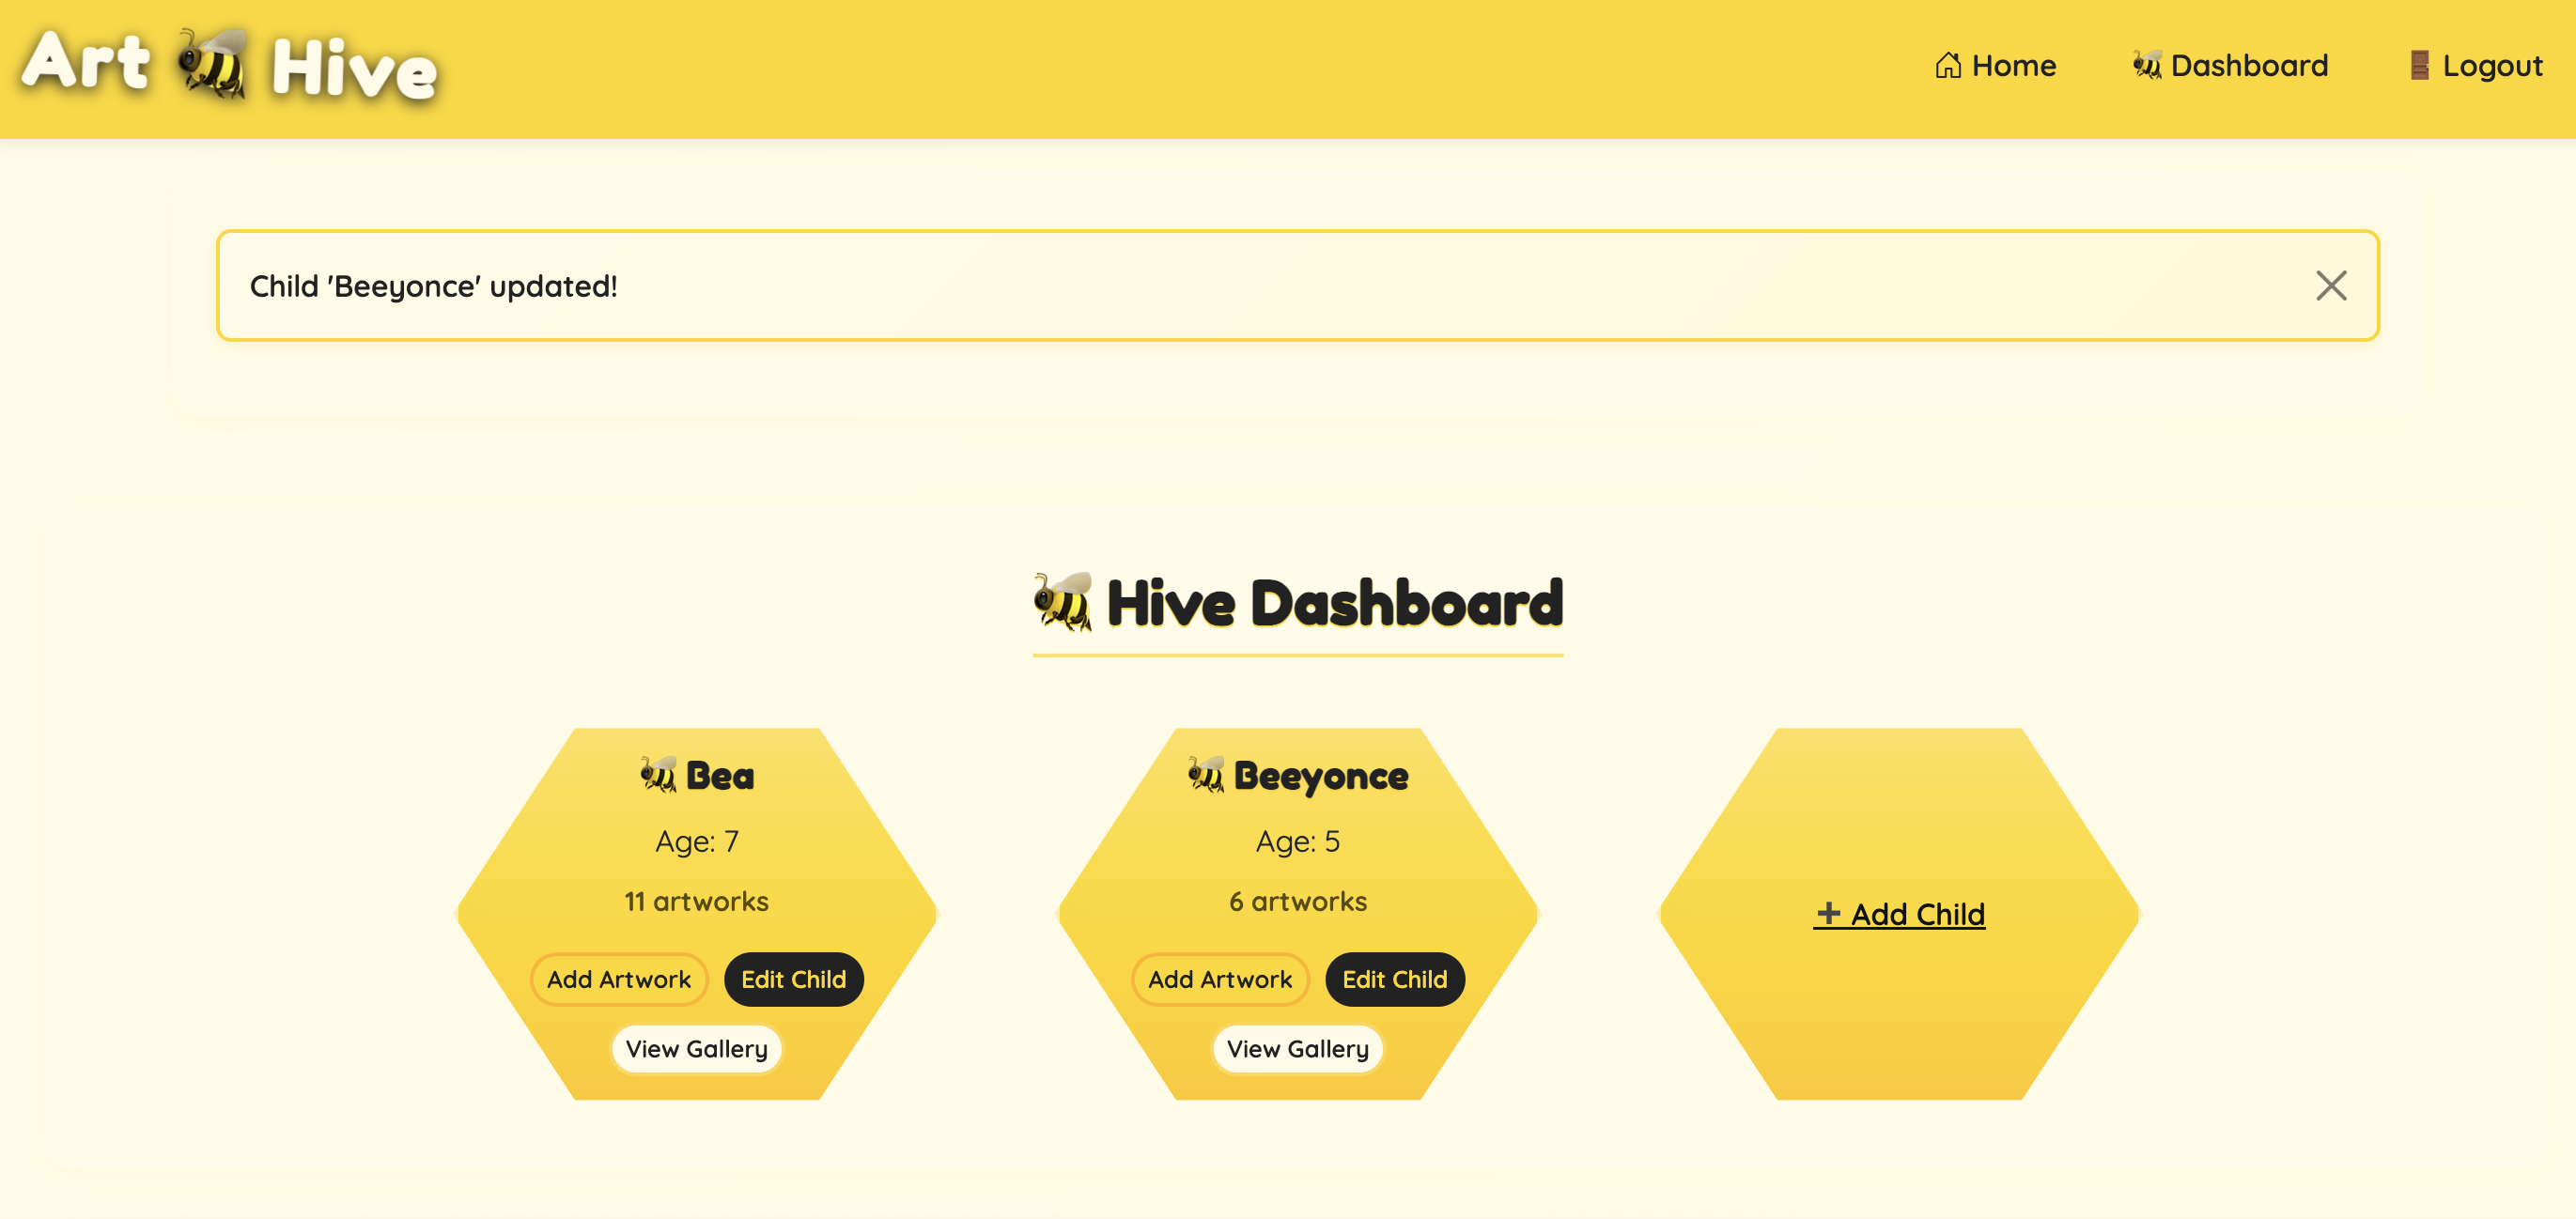 Art Hive
Home
Dashboard
Logout
Child 'Beeyonce' updated!
Hive Dashboard
Bea
Age: 7
11 artworks
Add Artwork
Edit Child
View Gallery
Beeyonce
Age: 5
6 artworks
Add Artwork
Edit Child
View Gallery
+ Add Child